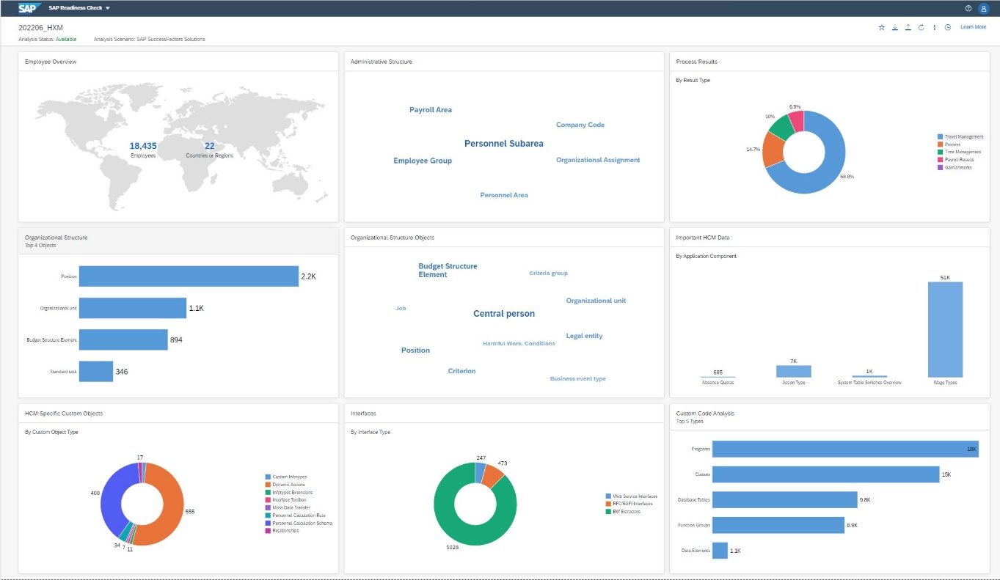 SAP SAP Readiness Check
202206_HXM
Analysis Status: Available Analysis Scenario: SAP SuccessFactors Solutions
Learn More
Employee Overview
18,435
Employees
22
Countries or Regions
Administrative Structure
Payroll Area
Company Code
Personnel Subarea
Employee Group
Organizational Assignment
Personnel Area
Process Results
By Result Type
6.5%
10%
14.7%
68.8%
Travel Management
Process
Time Management
Payroll Results
Garnishments
Organizational Structure
Top 4 Objects
Position 2.2K
Organizational unit 1.1K
Budget Structure Element 894
Standard task 346
Organizational Structure Objects
Budget Structure
Element
Criteria group
Organizational unit
Job
Central person
Legal entity
Harmful Work. Conditions
Position
Criterion
Business event type
Important HCM Data
By Application Component
51K
7K
1K
685
Absence Quotas Action Type System Table Switches Overview Wage Types
HCM-Specific Custom Objects
By Custom Object Type
17
408
555
34 7 11
Custom Infotypes
Dynamic Actions
Infotypes Extensions
Interface Toolbox
Mass Data Transfer
Personnel Calculation Rule
Personnel Calculation Schema
Relationships
Interfaces
By Interface Type
247
473
5028
Web Service Interfaces
RFC/BAPI Interfaces
BW Extractors
Custom Code Analysis
Top 5 Types
Programs 18K
Classes 15K
Database Tables 9.8K
Function Groups 8.9K
Data Elements 1.1K